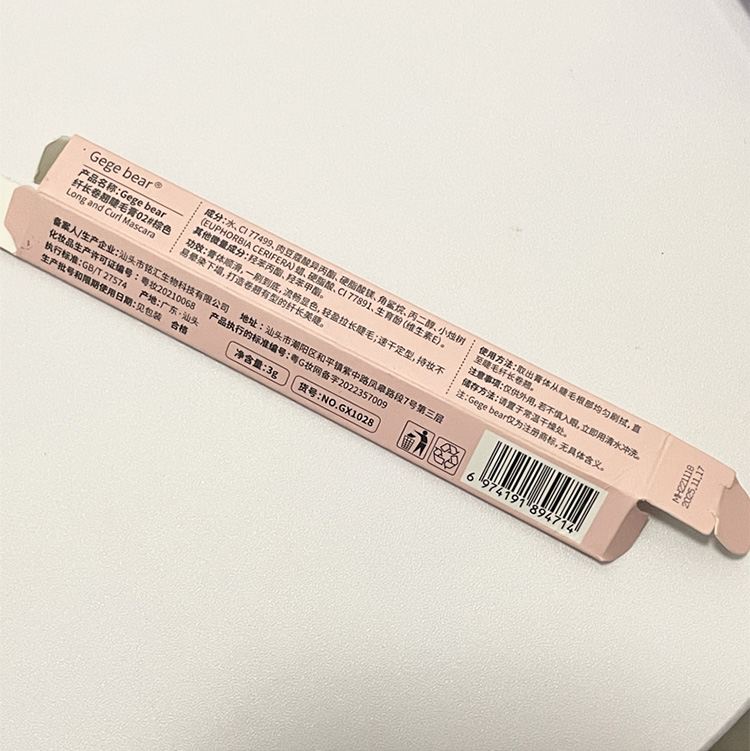 Gege bear®
产品名称:Gege bear
纤长卷翘睫毛膏02#棕色
Long and Curl Mascara
成分:水、CI 77499、肉豆蔻酸异丙酯、硬脂酸镁、角鲨烷、丙二醇、小烛树
(EUPHORBIA CERIFERA)蜡、硬脂酸、CI 77891、生育酚(维生素E)。
其他微量成分:羟苯丙酯、羟苯甲酯。
功效:膏体顺滑,一刷到底,流畅显色,轻盈拉长睫毛;速干定型,持妆不
易晕染下塌,打造卷翘有型的纤长美睫。
使用方法:取出膏体从睫毛根部均匀刷拭,直
至睫毛纤长卷翘。
注意事项:仅供外用,若不慎入眼,立即用清水冲洗。
储存方法:请置于常温干燥处。
注:Gege bear仅为注册商标,无具体含义。
备案人/生产企业:汕头市铭汇生物科技有限公司
地址:汕头市潮阳区和平镇紫中路凤章路段7号第三层
化妆品生产许可证编号:粤妆20210068
产品执行的标准编号:粤G妆网备字2022357009
执行标准:GB/T 27574
产地:广东·汕头
生产批号和限期使用日期:见包装
合格
净含量:3g
货号:NO.GX1028
6 974191 894714
MH221118
2025.11.17